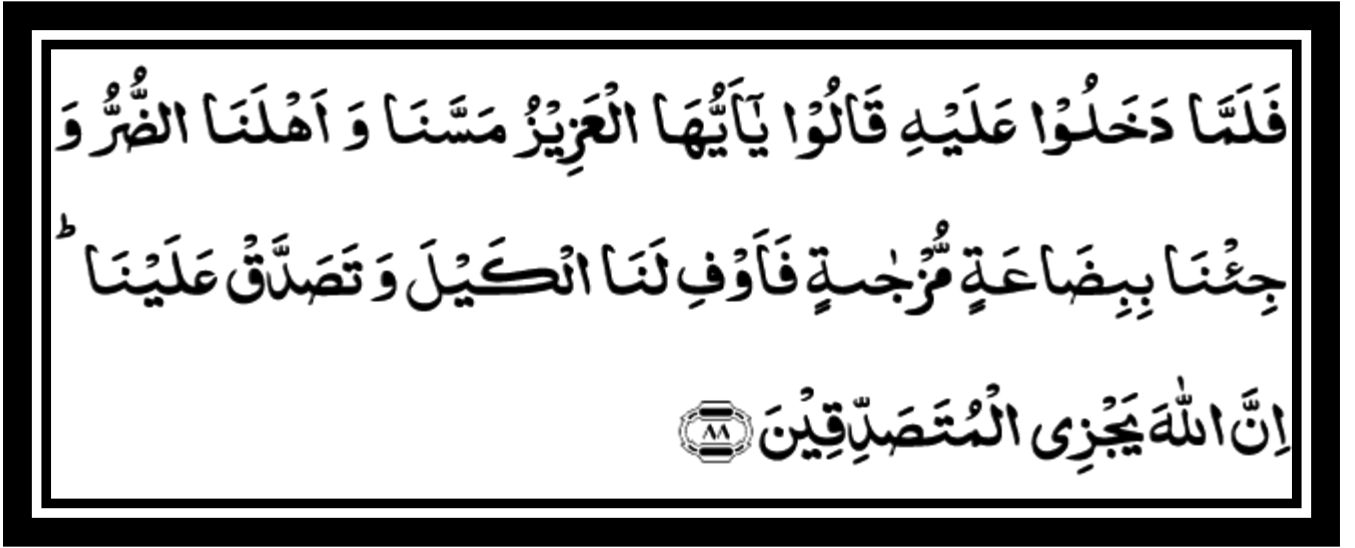 فَلَمَّا دَخَلُوْا عَلَیْهِ قَالُوْا یٰۤاَیُّهَا الْعَزِیْزُ مَسَّنَا وَ اَهْلَنَا الضُّرُّ وَ
جِئْنَا بِبِضَاعَةٍ مُّزْجٰىةٍ فَاَوْفِ لَنَا الْكَیْلَ وَ تَصَدَّقْ عَلَیْنَاؕ
اِنَّ اللّٰهَ یَجْزِی الْمُتَصَدِّقِیْنَ ۝۸۸